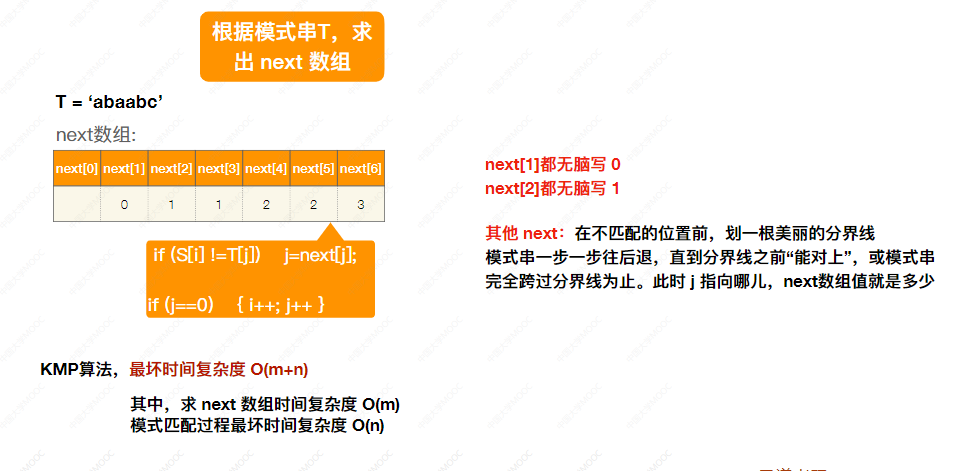 根据模式串T，求
出 next 数组
T = ‘abaabc’
next数组:
next[0] next[1] next[2] next[3] next[4] next[5] next[6]
0 1 1 2 2 3
if (S[i] !=T[j]) j=next[j];
if (j==0) { i++; j++ }
next[1]都无脑写 0
next[2]都无脑写 1
其他 next：在不匹配的位置前，划一根美丽的分界线
模式串一步一步往后退，直到分界线之前“能对上”，或模式串
完全跨过分界线为止。此时 j 指向哪儿，next数组值就是多少
KMP算法，最坏时间复杂度 O(m+n)
其中，求 next 数组时间复杂度 O(m)
模式匹配过程最坏时间复杂度 O(n)